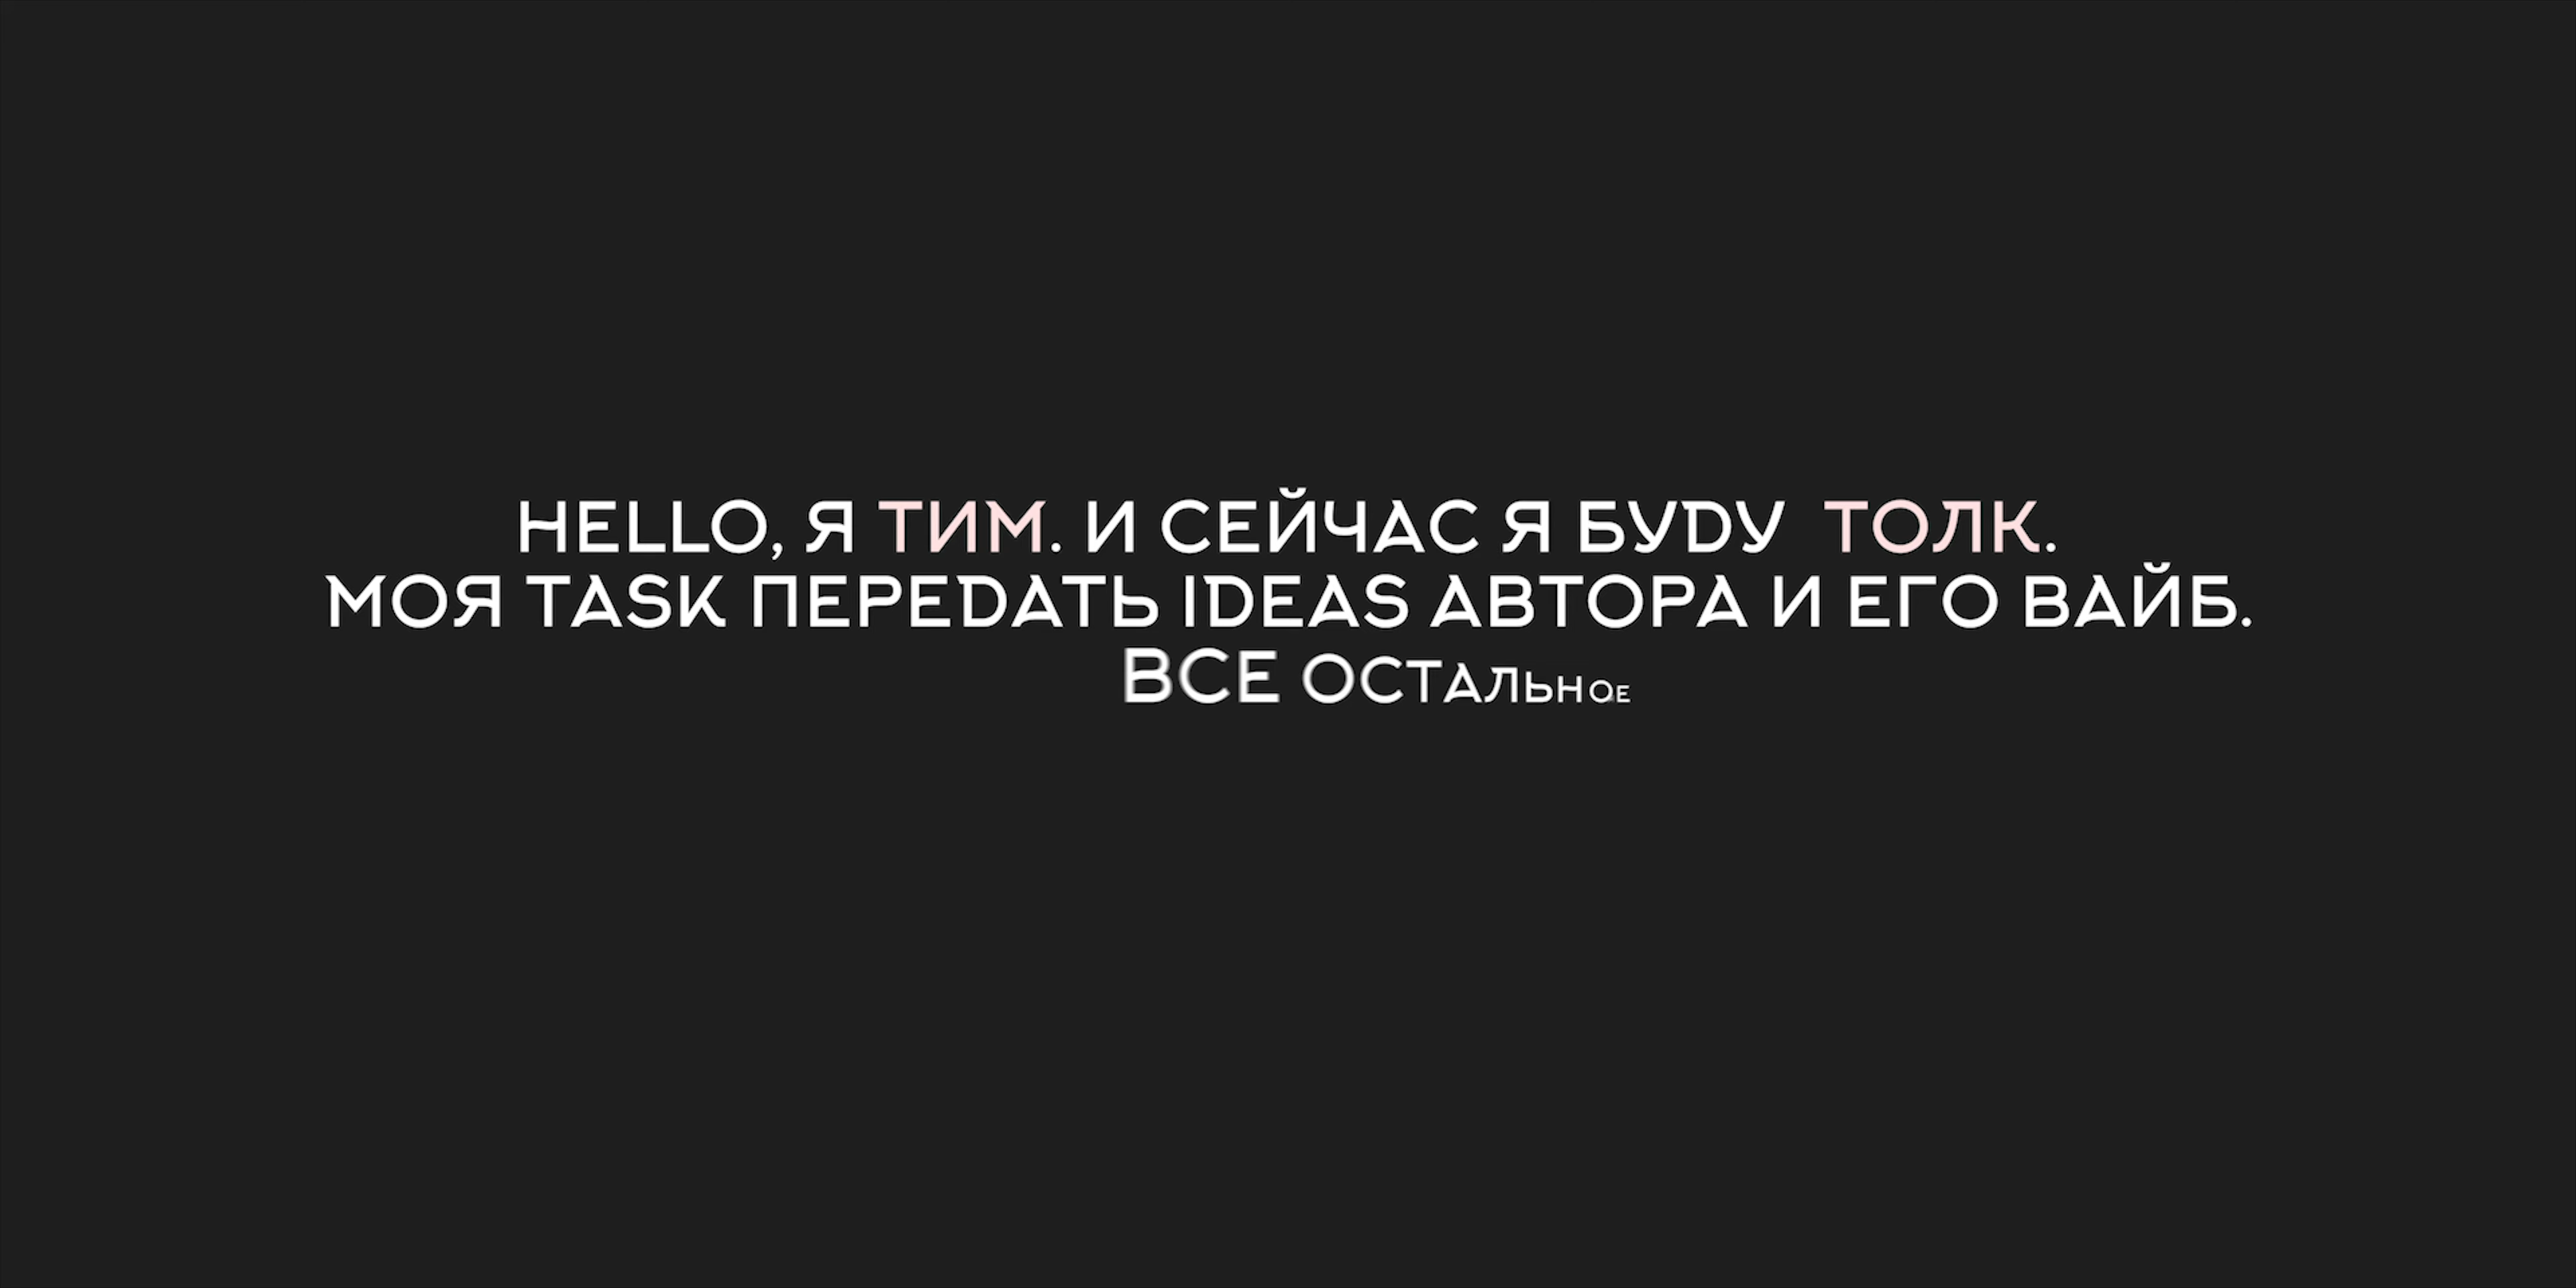 HELLO, Я ТИМ. И СЕЙЧАС Я БУDУ ТОЛК.
МОЯ TASK ПЕРЕDАТЬ IDEAS АВТОРА И ЕГО ВАЙБ.
ВСЕ ОСТАЛЬНОЕ